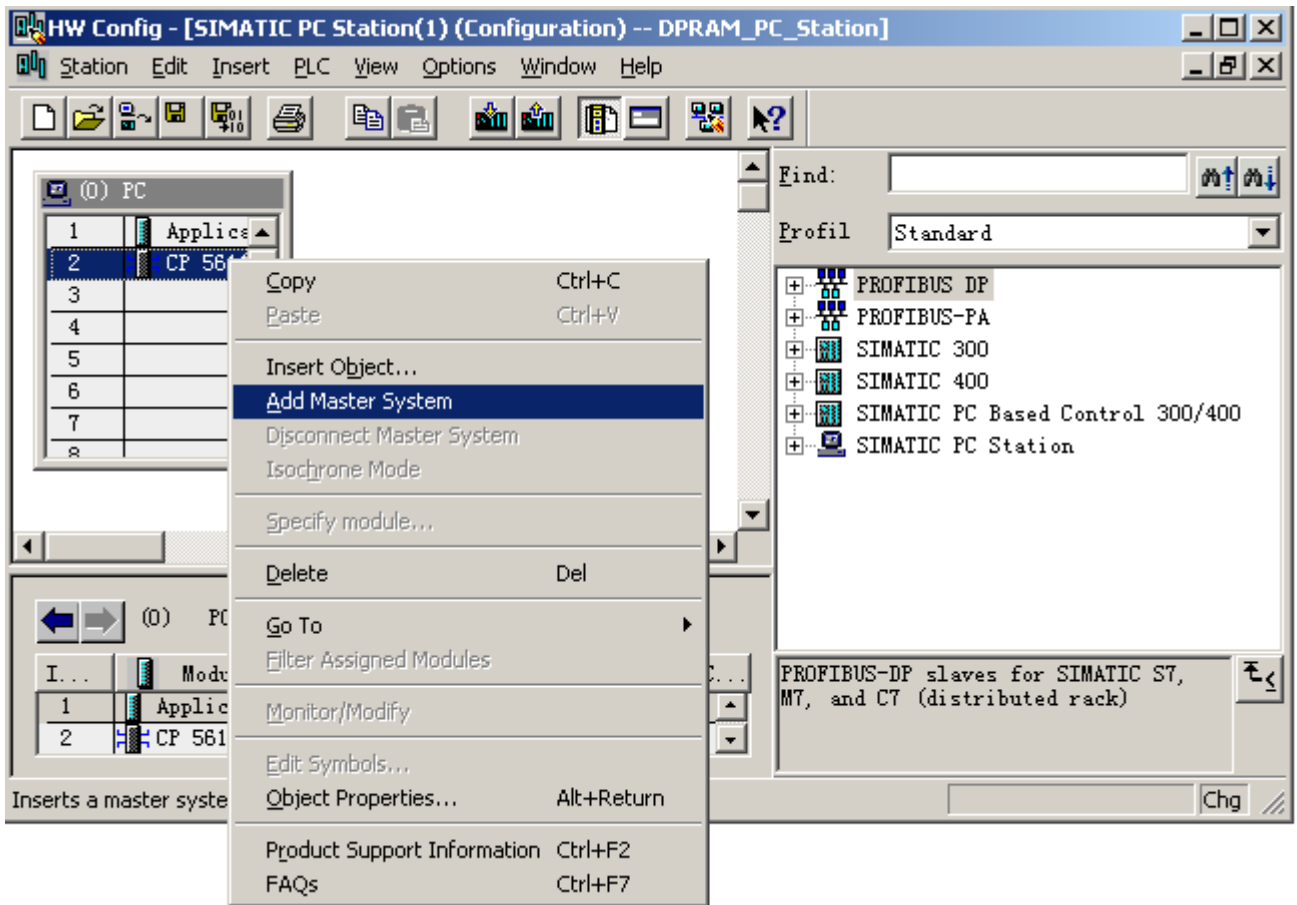 HW Config - [SIMATIC PC Station(1) (Configuration) -- DPRAM_PC_Station]
Station Edit Insert PLC View Options Window Help
(0) PC
1 Applica
2 CP 561
3
4
5
6
7
8
Copy Ctrl+C
Paste Ctrl+V
Insert Object...
Add Master System
Disconnect Master System
Isochrone Mode
Specify module...
Delete Del
Go To
Filter Assigned Modules
Monitor/Modify
Edit Symbols...
Object Properties... Alt+Return
Product Support Information Ctrl+F2
FAQs Ctrl+F7
Find:
Profil Standard
PROFIBUS DP
PROFIBUS-PA
SIMATIC 300
SIMATIC 400
SIMATIC PC Based Control 300/400
SIMATIC PC Station
(0) PC
I... Modu C...
1 Applic
2 CP 561
PROFIBUS-DP slaves for SIMATIC S7,
M7, and C7 (distributed rack)
Inserts a master syste
Chg